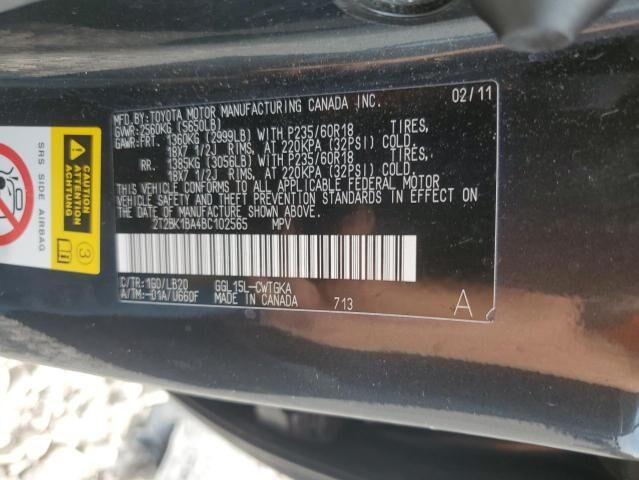 MFD.BY:TOYOTA MOTOR MANUFACTURING CANADA INC. 02/11
GVWR:2560KG (5650LB)
GAWR:FRT. 1360KG (2999LB) WITH P235/60R18 TIRES,
18X7 1/2J RIMS, AT 220KPA (32PSI) COLD.
RR. 1385KG (3056LB) WITH P235/60R18 TIRES,
18X7 1/2J RIMS, AT 220KPA (32PSI) COLD.
THIS VEHICLE CONFORMS TO ALL APPLICABLE FEDERAL MOTOR
VEHICLE SAFETY AND THEFT PREVENTION STANDARDS IN EFFECT ON
THE DATE OF MANUFACTURE SHOWN ABOVE.
2T2BK1BA4BC102565 MPV
C/TR:1G0/LB20 GGL15L-CWTGKA
A/TM:-01A/U660F MADE IN CANADA 713 A
CAUTION
ATTENTION
ACHTUNG
3
SRS SIDE AIRBAG